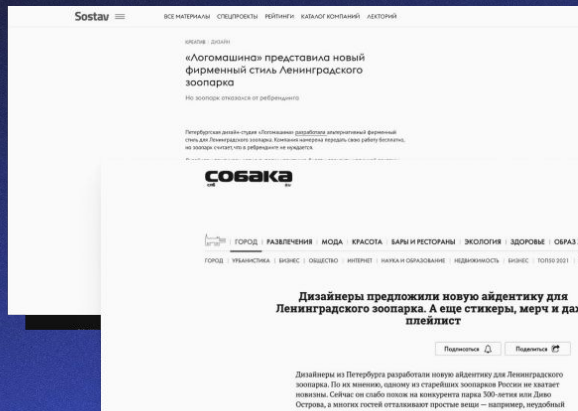 Sostav
ВСЕ МАТЕРИАЛЫ СПЕЦПРОЕКТЫ РЕЙТИНГИ КАТАЛОГ КОМПАНИЙ ЛЕКТОРИЙ
КРЕАТИВ ДИЗАЙН
«Логомашина» представила новый
фирменный стиль Ленинградского
зоопарка
Но зоопарк отказался от ребрендинга
Петербургская дизайн-студия «Логомашина» разработала альтернативный фирменный
стиль для Ленинградского зоопарка. Компания намерена передать свою работу бесплатно,
но зоопарк считает, что в ребрендинге не нуждается.
собака
спб ru
ГОРОД РАЗВЛЕЧЕНИЯ МОДА КРАСОТА БАРЫ И РЕСТОРАНЫ ЭКОЛОГИЯ ЗДОРОВЬЕ ОБРАЗ
ГОРОД УРБАНИСТИКА БИЗНЕС ОБЩЕСТВО ИНТЕРНЕТ НАУКА И ОБРАЗОВАНИЕ НЕДВИЖИМОСТЬ БИЗНЕС ТОП50 2021
Дизайнеры предложили новую айдентику для
Ленинградского зоопарка. А еще стикеры, мерч и даж
плейлист
Подписаться Поделиться
Дизайнеры из Петербурга разработали новую айдентику для Ленинградского
зоопарка. По их мнению, одному из старейших зоопарков России не хватает
новизны. Сейчас он слабо похож на конкурента парка 300-летия или Диво
Острова, а многих гостей отталкивают простые вещи — например, неудобный